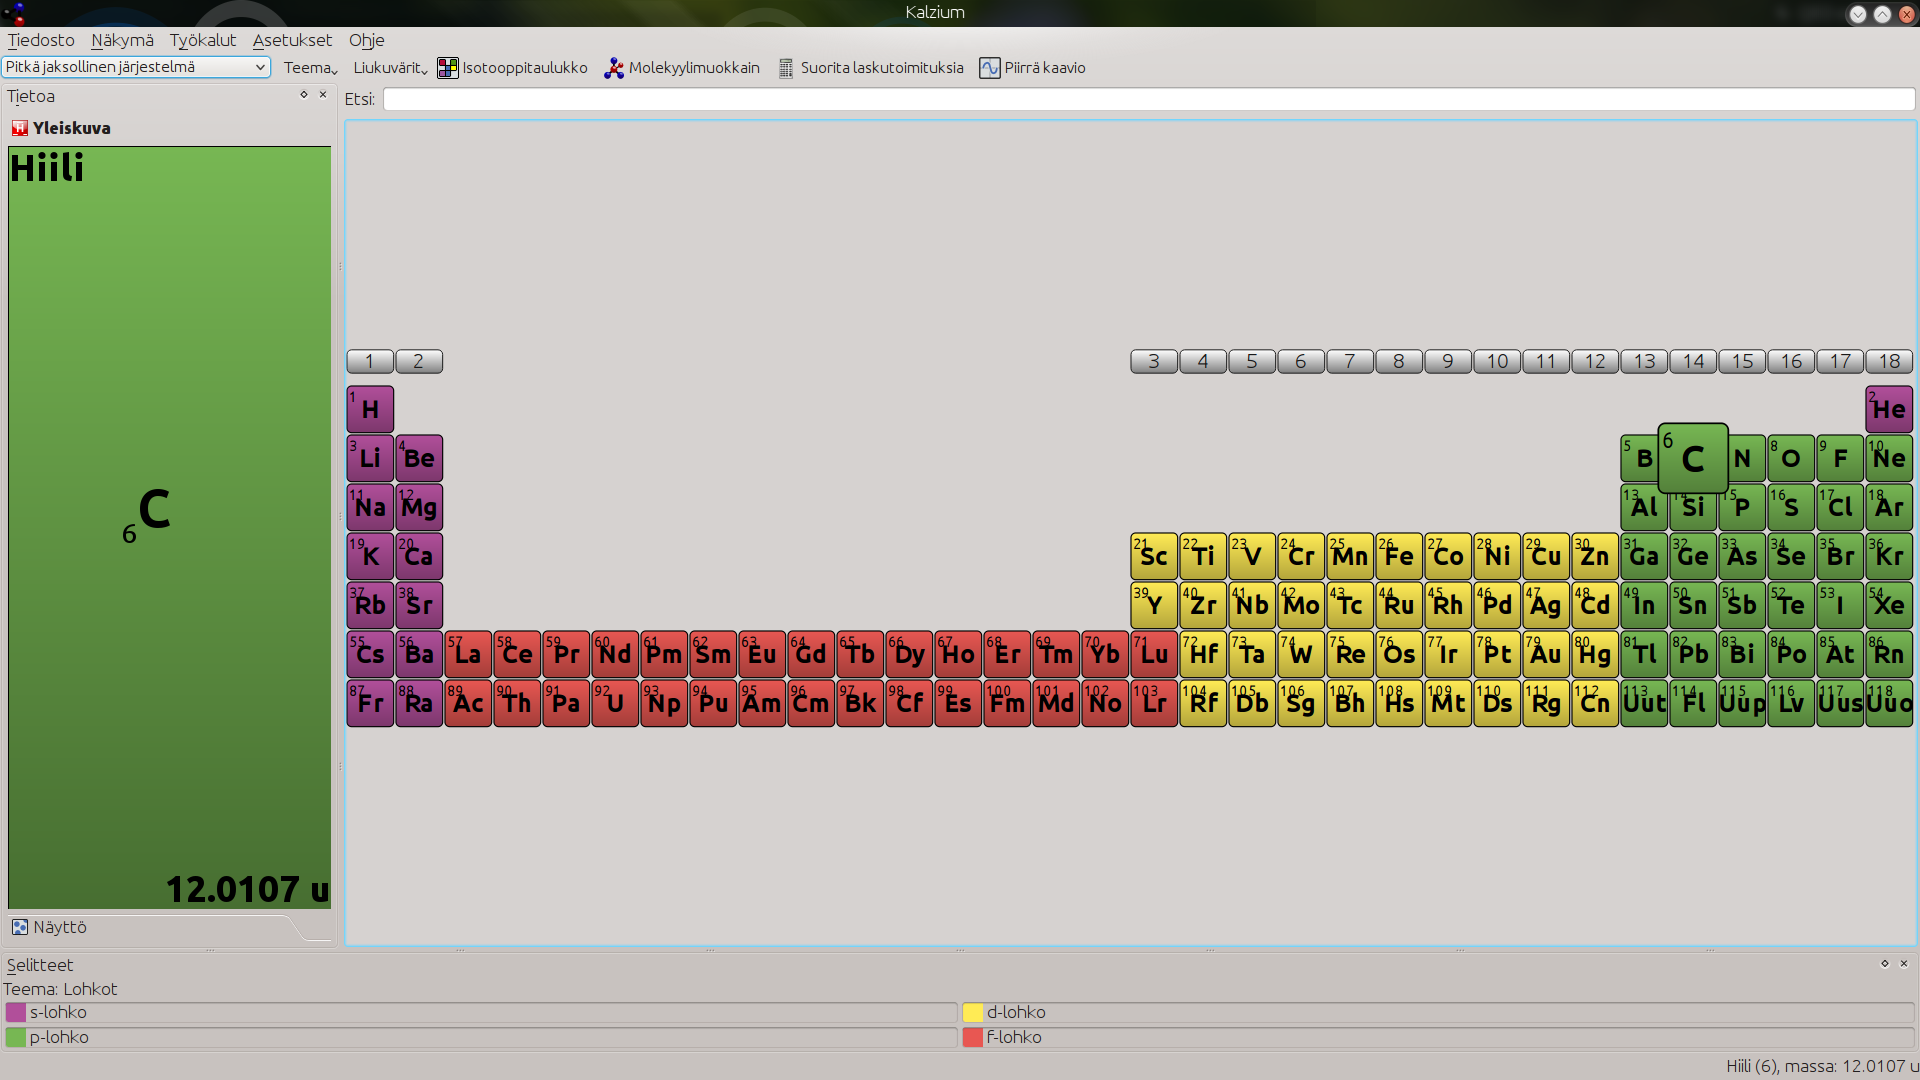 Kalzium
Tiedosto Näkymä Työkalut Asetukset Ohje
Pitkä jaksollinen järjestelmä Teema Liukuvärit Isotooppitaulukko Molekyylimuokkain Suorita laskutoimituksia Piirrä kaavio
Tietoa
Etsi:
Yleiskuva
Hiili
6 C
12.0107 u
Näyttö
1 2 3 4 5 6 7 8 9 10 11 12 13 14 15 16 17 18
1 H 2 He
3 Li 4 Be 5 B 6 C N 8 O 9 F 10 Ne
11 Na 12 Mg 13 Al 14 Si 15 P 16 S 17 Cl 18 Ar
19 K 20 Ca 21 Sc 22 Ti 23 V 24 Cr 25 Mn 26 Fe 27 Co 28 Ni 29 Cu 30 Zn 31 Ga 32 Ge 33 As 34 Se 35 Br 36 Kr
37 Rb 38 Sr 39 Y 40 Zr 41 Nb 42 Mo 43 Tc 44 Ru 45 Rh 46 Pd 47 Ag 48 Cd 49 In 50 Sn 51 Sb 52 Te 53 I 54 Xe
55 Cs 56 Ba 57 La 58 Ce 59 Pr 60 Nd 61 Pm 62 Sm 63 Eu 64 Gd 65 Tb 66 Dy 67 Ho 68 Er 69 Tm 70 Yb 71 Lu 72 Hf 73 Ta 74 W 75 Re 76 Os 77 Ir 78 Pt 79 Au 80 Hg 81 Tl 82 Pb 83 Bi 84 Po 85 At 86 Rn
87 Fr 88 Ra 89 Ac 90 Th 91 Pa 92 U 93 Np 94 Pu 95 Am 96 Cm 97 Bk 98 Cf 99 Es 100 Fm 101 Md 102 No 103 Lr 104 Rf 105 Db 106 Sg 107 Bh 108 Hs 109 Mt 110 Ds 111 Rg 112 Cn 113 Uut 114 Fl 115 Uup 116 Lv 117 Uus 118 Uuo
Selitteet
Teema: Lohkot
s-lohko d-lohko
p-lohko f-lohko
Hiili (6), massa: 12.0107 u